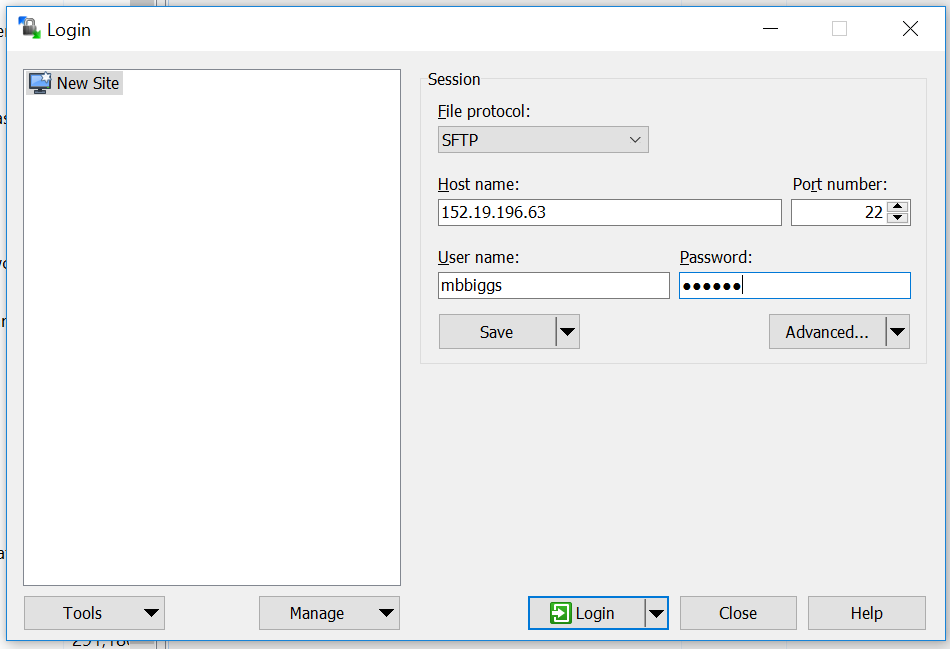 Login
New Site
Session
File protocol:
SFTP
Host name:
Port number:
152.19.196.63
22
User name:
Password:
mbbiggs
●●●●●●
Save
Advanced...
Tools
Manage
Login
Close
Help